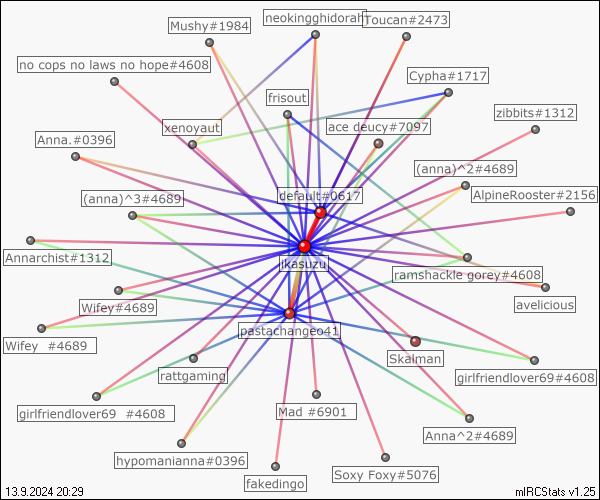 neokingghidorah
Toucan#2473
Mushy#1984
no cops no laws no hope#4608
Cypha#1717
frisout
zibbits#1312
xenoyaut
ace deucy#7097
Anna.#0396
(anna)^2#4689
(anna)^3#4689
default#0617
AlpineRooster#2156
Annarchist#1312
jkasuzu
ramshackle gorey#4608
Wifey#4689
avelicious
pastachange41
Wifey #4689
Skalman
rattgaming
girlfriendlover69#4608
girlfriendlover69 #4608
Mad #6901
Anna^2#4689
hypomanianna#0396
Soxy Foxy#5076
fakedingo
13.9.2024 20:29
mIRCStats v1.25